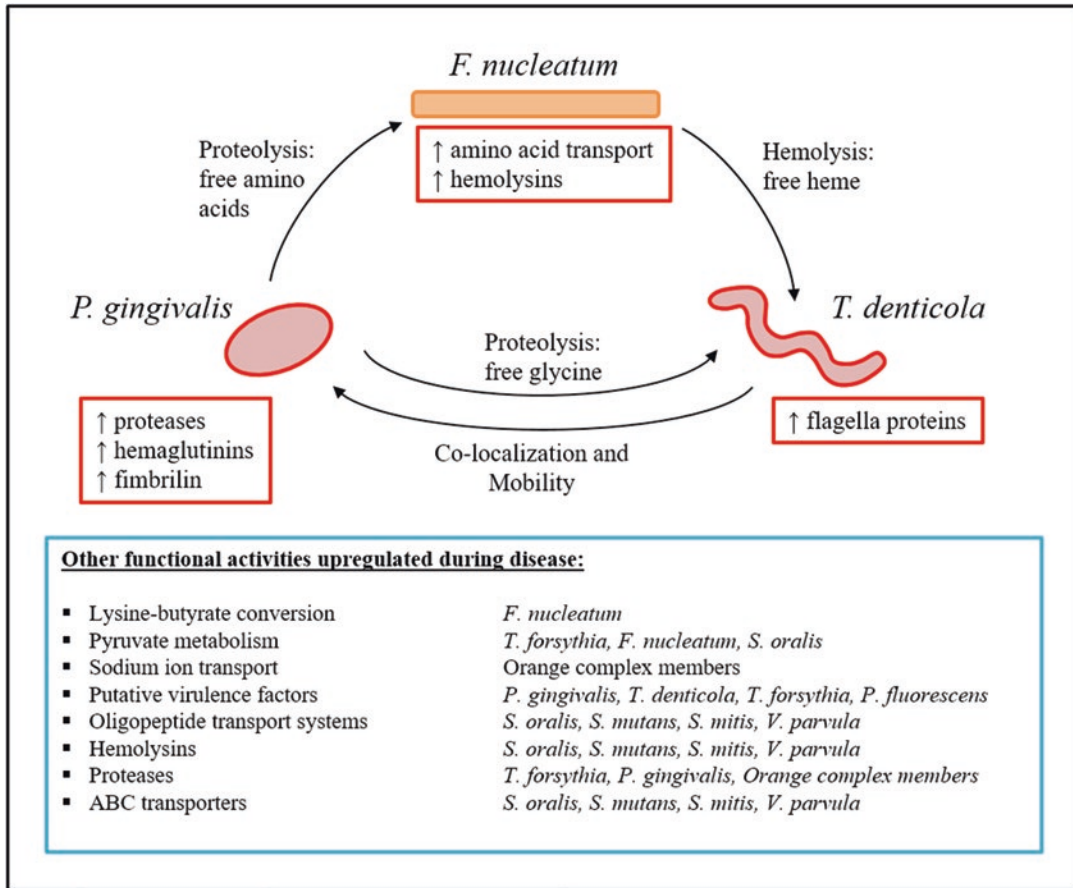 F. nucleatum
↑ amino acid transport
↑ hemolysins
Proteolysis:
free amino
acids
Hemolysis:
free heme
P. gingivalis
T. denticola
Proteolysis:
free glycine
↑ proteases
↑ hemaglutinins
↑ fimbrilin
↑ flagella proteins
Co-localization and
Mobility
Other functional activities upregulated during disease:
▪ Lysine-butyrate conversion F. nucleatum
▪ Pyruvate metabolism T. forsythia, F. nucleatum, S. oralis
▪ Sodium ion transport Orange complex members
▪ Putative virulence factors P. gingivalis, T. denticola, T. forsythia, P. fluorescens
▪ Oligopeptide transport systems S. oralis, S. mutans, S. mitis, V. parvula
▪ Hemolysins S. oralis, S. mutans, S. mitis, V. parvula
▪ Proteases T. forsythia, P. gingivalis, Orange complex members
▪ ABC transporters S. oralis, S. mutans, S. mitis, V. parvula